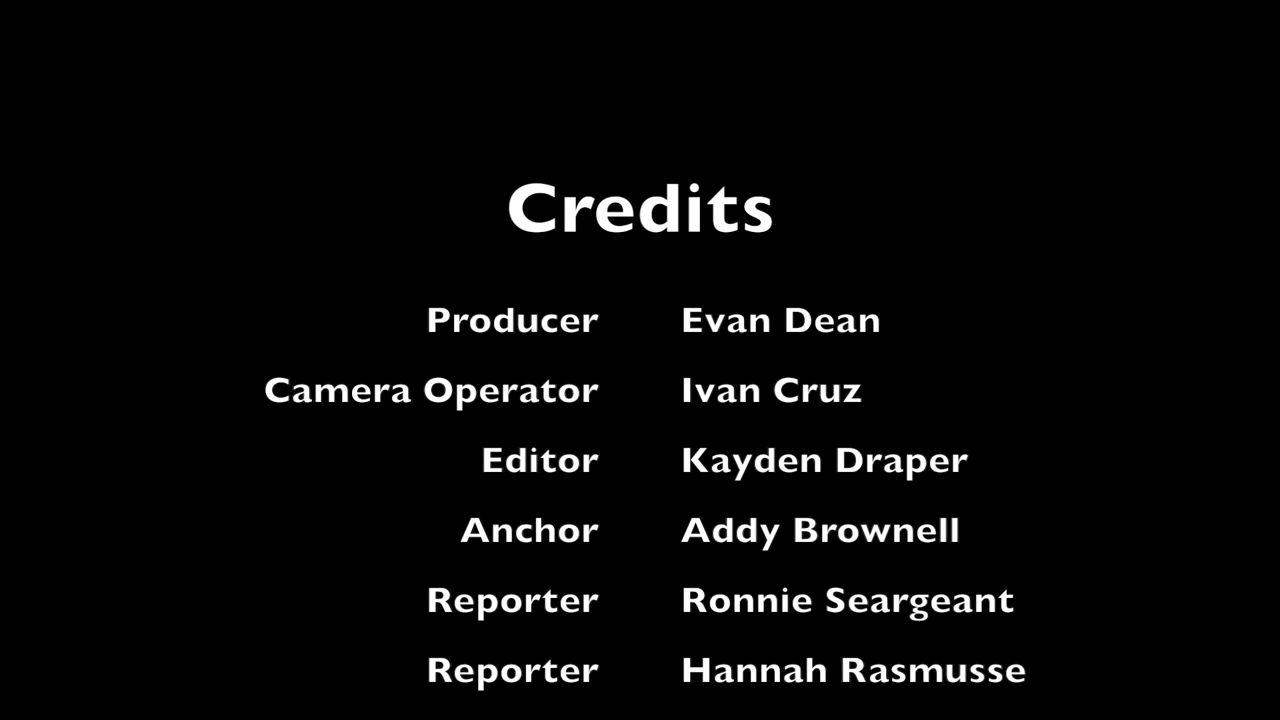 Credits
Producer Evan Dean
Camera Operator Ivan Cruz
Editor Kayden Draper
Anchor Addy Brownell
Reporter Ronnie Seargeant
Reporter Hannah Rasmusse